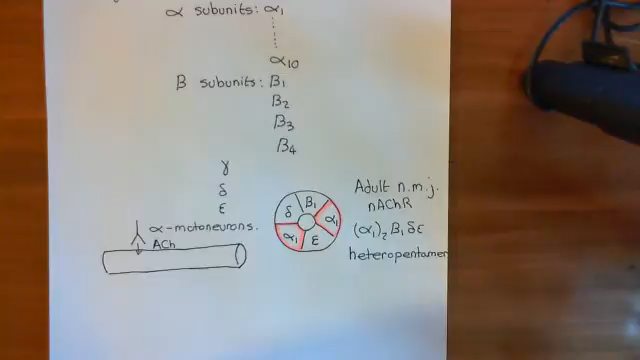 α subunits: α1
α10
β subunits: β1
β2
β3
β4
γ
δ
ε
α-motoneurons.
ACh
β1
δ
α1
α1
ε
Adult n.m.j.
nAChR
(α1)2 β1 δ ε
heteropentamer